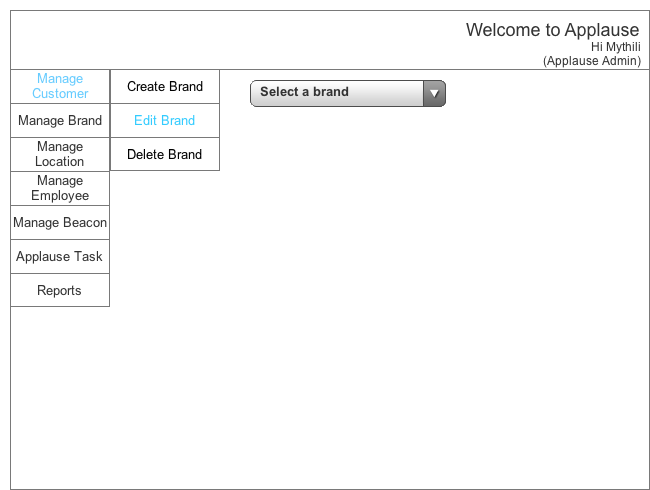 Welcome to Applause
Hi Mythili
(Applause Admin)
Manage
Customer
Manage Brand
Manage
Location
Manage
Employee
Manage Beacon
Applause Task
Reports
Create Brand
Edit Brand
Delete Brand
Select a brand